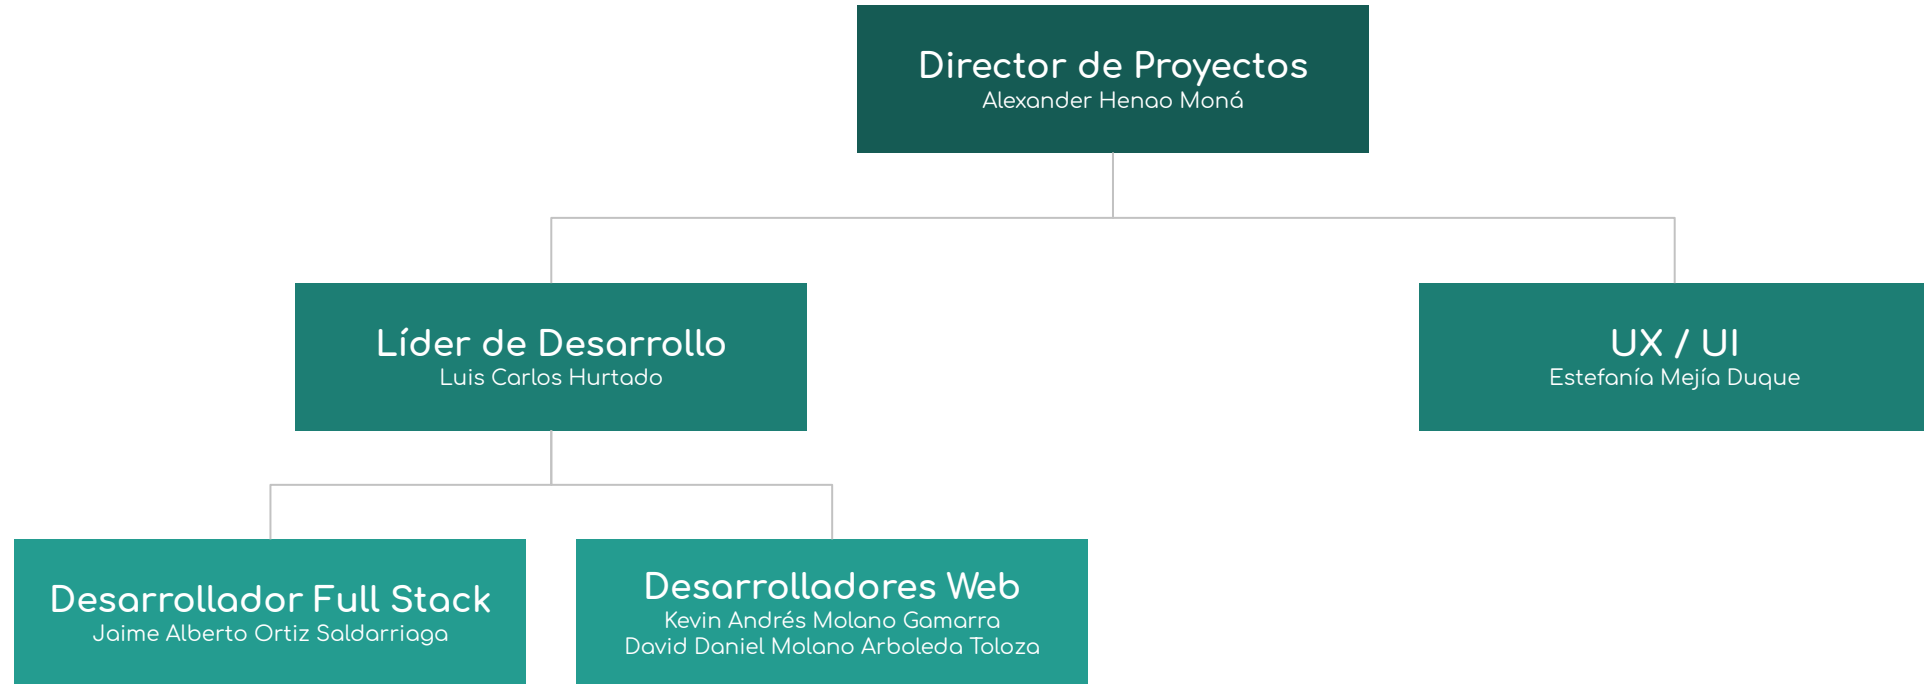 Director de Proyectos
Alexander Henao Moná
Líder de Desarrollo
Luis Carlos Hurtado
UX / UI
Estefanía Mejía Duque
Desarrollador Full Stack
Jaime Alberto Ortiz Saldarriaga
Desarrolladores Web
Kevin Andrés Molano Gamarra
David Daniel Molano Arboleda Toloza